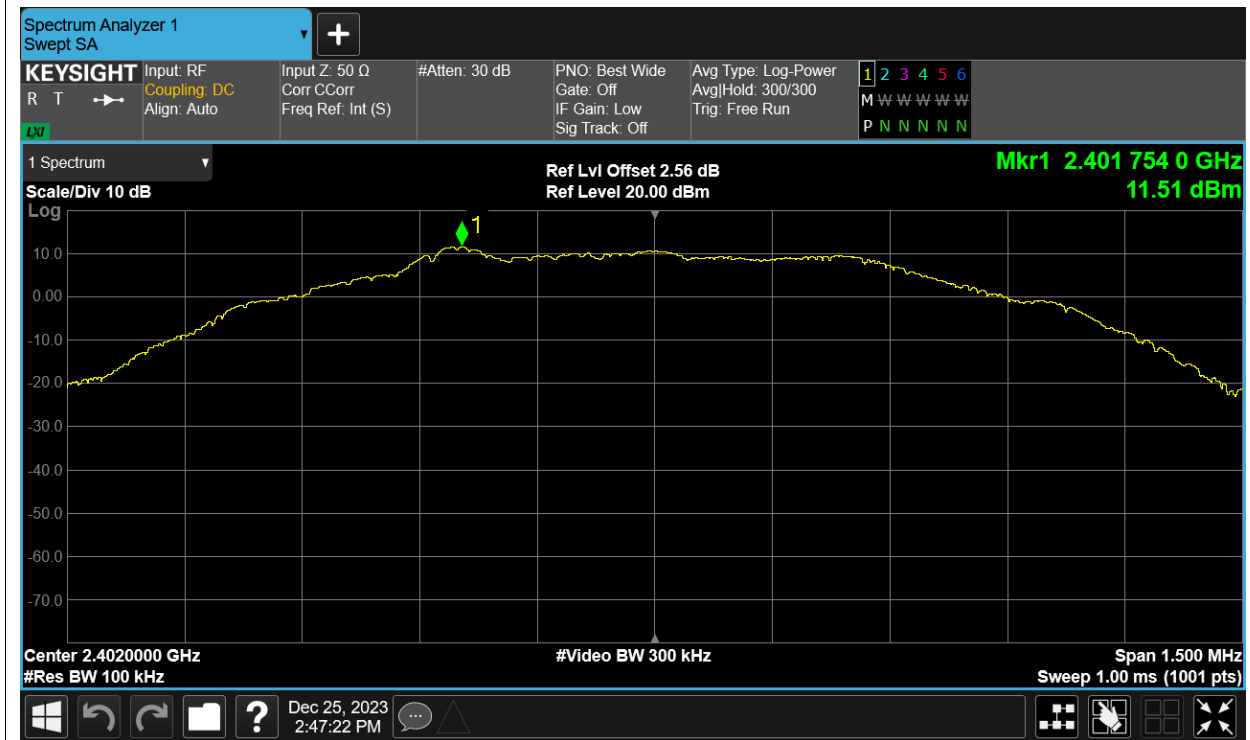 Spectrum Analyzer 1
Swept SA
KEYSIGHT
R T
LXI
Input: RF
Coupling: DC
Align: Auto
Input Z: 50 Ω
Corr CCorr
Freq Ref: Int (S)
#Atten: 30 dB
PNO: Best Wide
Gate: Off
IF Gain: Low
Sig Track: Off
Avg Type: Log-Power
Avg|Hold: 300/300
Trig: Free Run
1 2 3 4 5 6
M W W W W W
P N N N N N
1 Spectrum
Scale/Div 10 dB
Ref Lvl Offset 2.56 dB
Ref Level 20.00 dBm
Mkr1 2.401 754 0 GHz
11.51 dBm
Log
1
10.0
0.00
-10.0
-20.0
-30.0
-40.0
-50.0
-60.0
-70.0
Center 2.4020000 GHz
#Res BW 100 kHz
#Video BW 300 kHz
Span 1.500 MHz
Sweep 1.00 ms (1001 pts)
?
Dec 25, 2023
2:47:22 PM